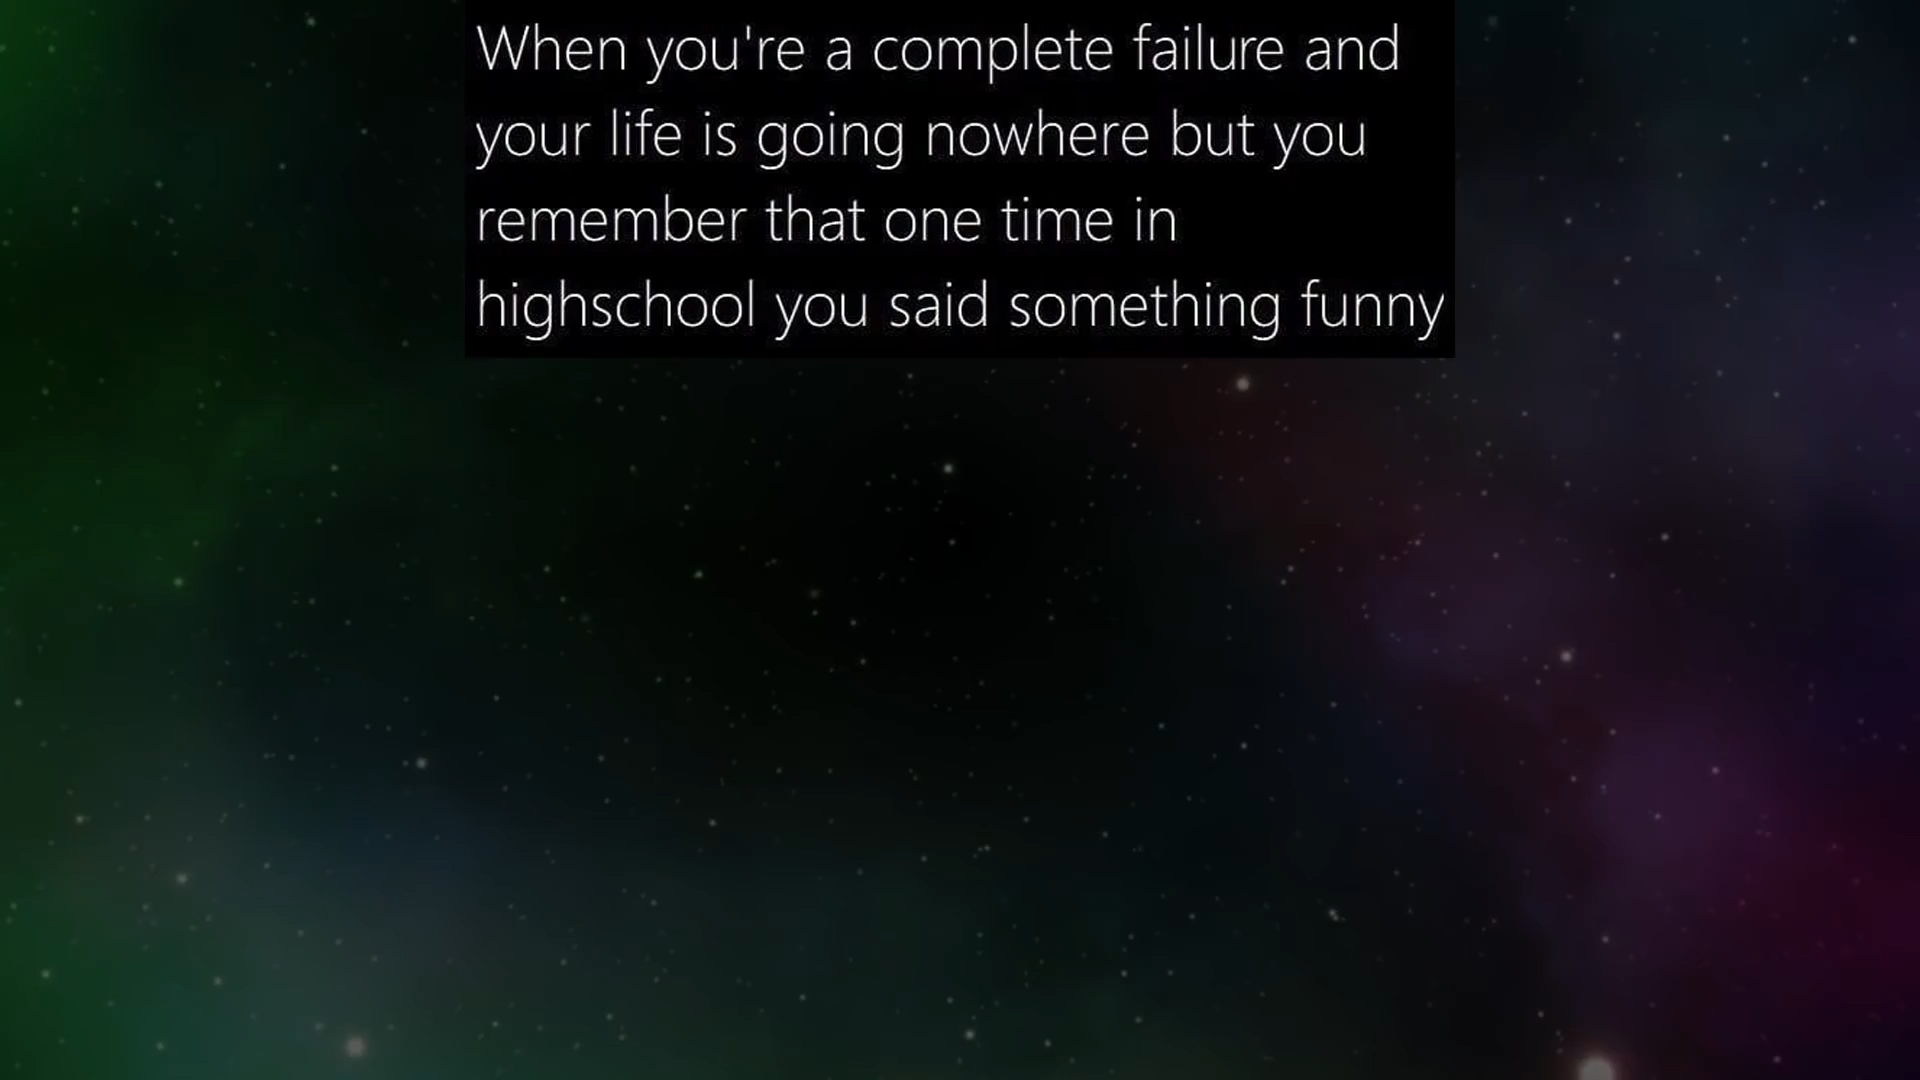 When you're a complete failure and
your life is going nowhere but you
remember that one time in
highschool you said something funny